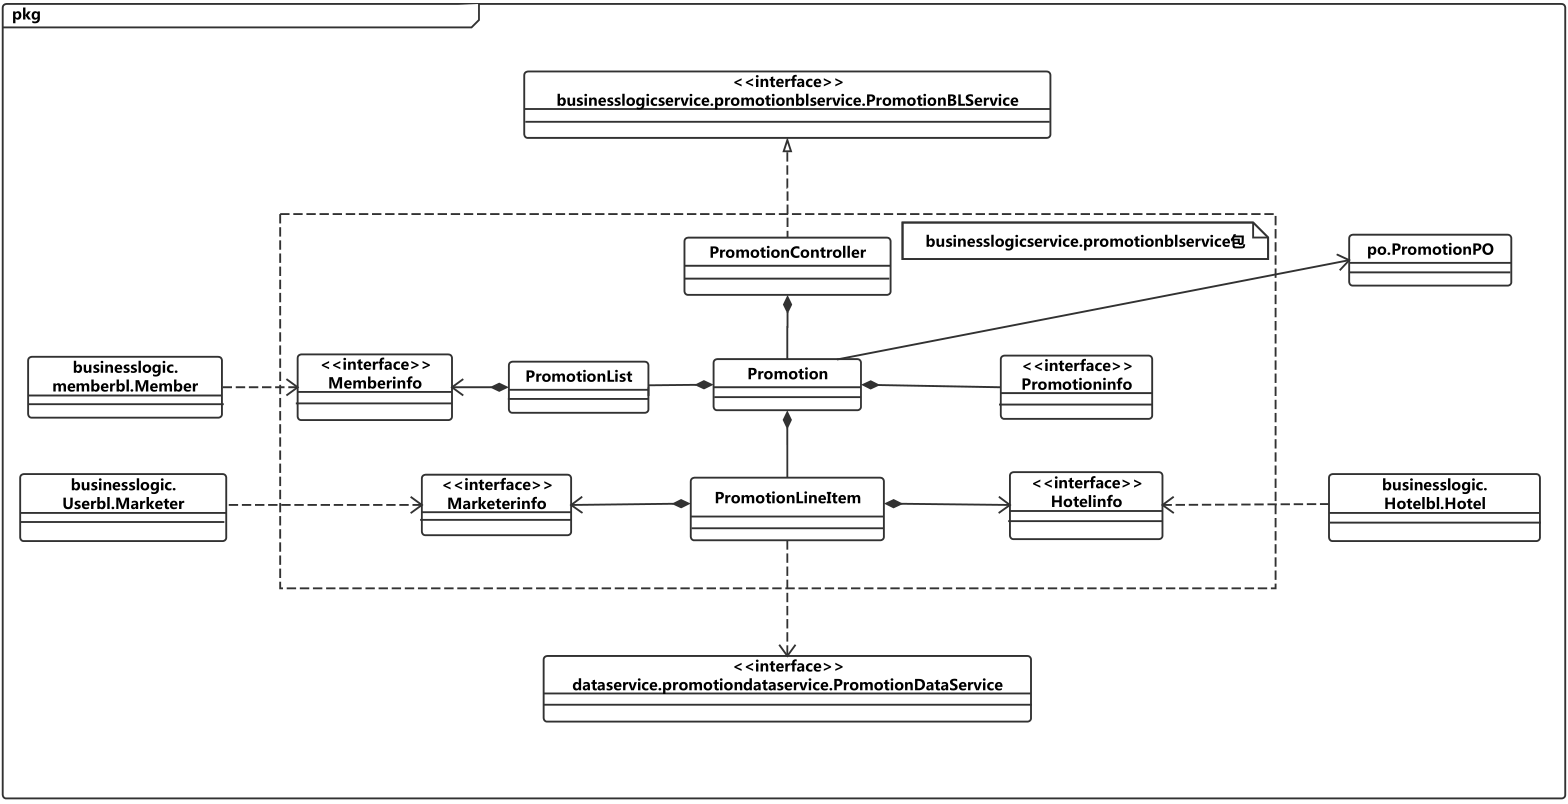 pkg
<<interface>>
businesslogicservice.promotionblservice.PromotionBLService
PromotionController
businesslogicservice.promotionblservice包
po.PromotionPO
businesslogic.
memberbl.Member
<<interface>>
Memberinfo
PromotionList
Promotion
<<interface>>
Promotioninfo
businesslogic.
Userbl.Marketer
<<interface>>
Marketerinfo
PromotionLineItem
<<interface>>
Hotelinfo
businesslogic.
Hotelbl.Hotel
<<interface>>
dataservice.promotiondataservice.PromotionDataService